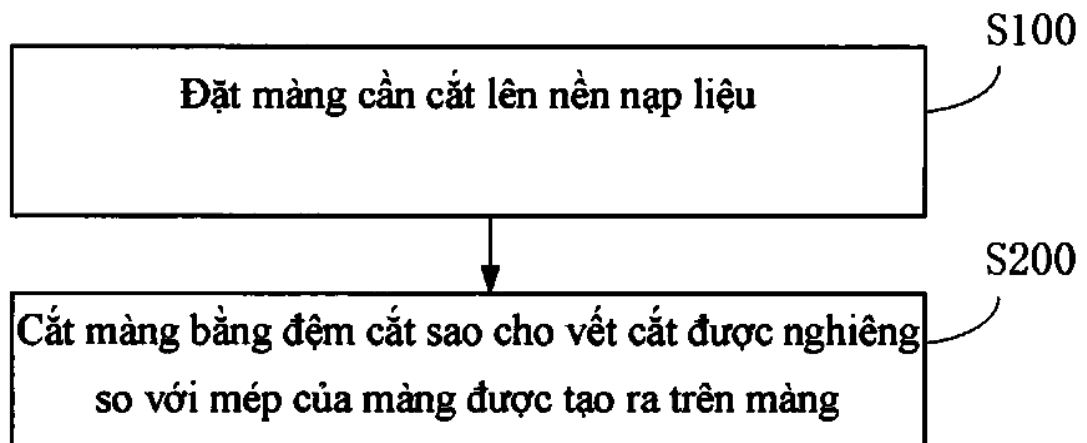 S100
Đặt màng cần cắt lên nền nạp liệu
S200
Cắt màng bằng đệm cắt sao cho vết cắt được nghiêng
so với mép của màng được tạo ra trên màng